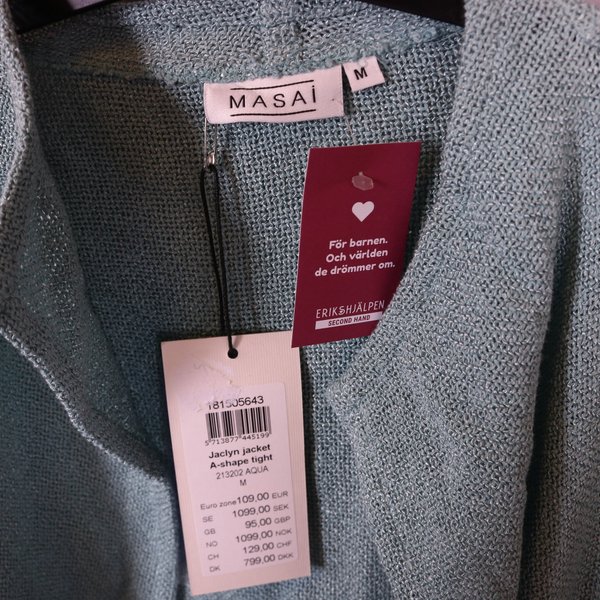 MASAI
M
För barnen.
Och världen
de drömmer om.
ERIKSHJÄLPEN
SECOND HAND
181505643
5 713877 445199
Jaclyn jacket
A-shape tight
213202 AQUA
M
Euro zone 109,00 EUR
SE 1099,00 SEK
GB 95,00 GBP
NO 1099,00 NOK
CH 129,00 CHF
DK 799,00 DKK